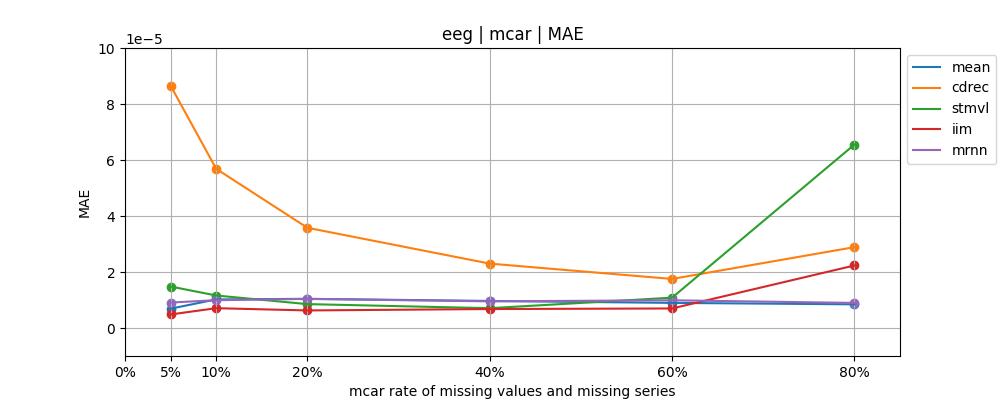 eeg | mcar | MAE
1e−5
10
8
6
4
2
0
MAE
0%
5%
10%
20%
40%
60%
80%
mcar rate of missing values and missing series
mean
cdrec
stmvl
iim
mrnn